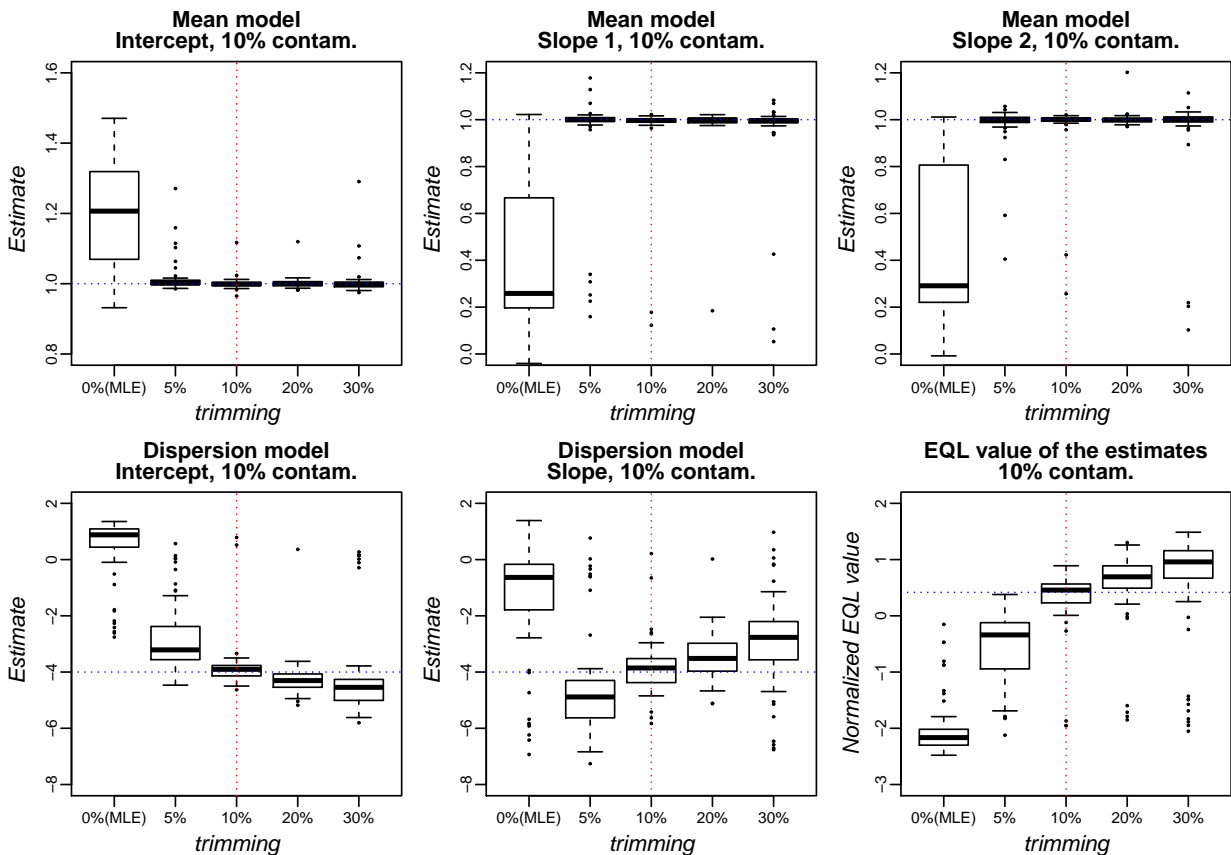 Mean model
Intercept, 10% contam.
Estimate
1.6
1.4
1.2
1.0
0.8
0%(MLE) 5% 10% 20% 30%
trimming
Mean model
Slope 1, 10% contam.
Estimate
1.2
1.0
0.8
0.6
0.4
0.2
0.0
0%(MLE) 5% 10% 20% 30%
trimming
Mean model
Slope 2, 10% contam.
Estimate
1.2
1.0
0.8
0.6
0.4
0.2
0.0
0%(MLE) 5% 10% 20% 30%
trimming
Dispersion model
Intercept, 10% contam.
Estimate
2
0
−2
−4
−6
−8
0%(MLE) 5% 10% 20% 30%
trimming
Dispersion model
Slope, 10% contam.
Estimate
2
0
−2
−4
−6
−8
0%(MLE) 5% 10% 20% 30%
trimming
EQL value of the estimates
10% contam.
Normalized EQL value
2
1
0
−1
−2
−3
0%(MLE) 5% 10% 20% 30%
trimming